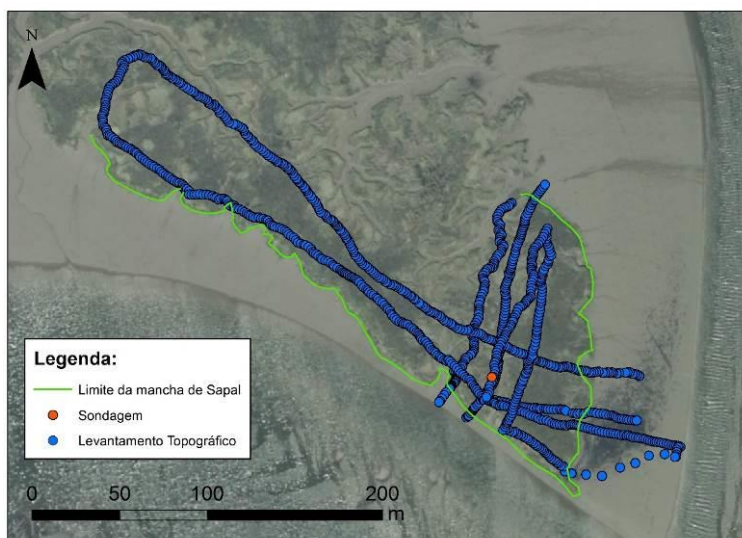 N
Legenda:
Limite da mancha de Sapal
Sondagem
Levantamento Topográfico
0 50 100 200
m